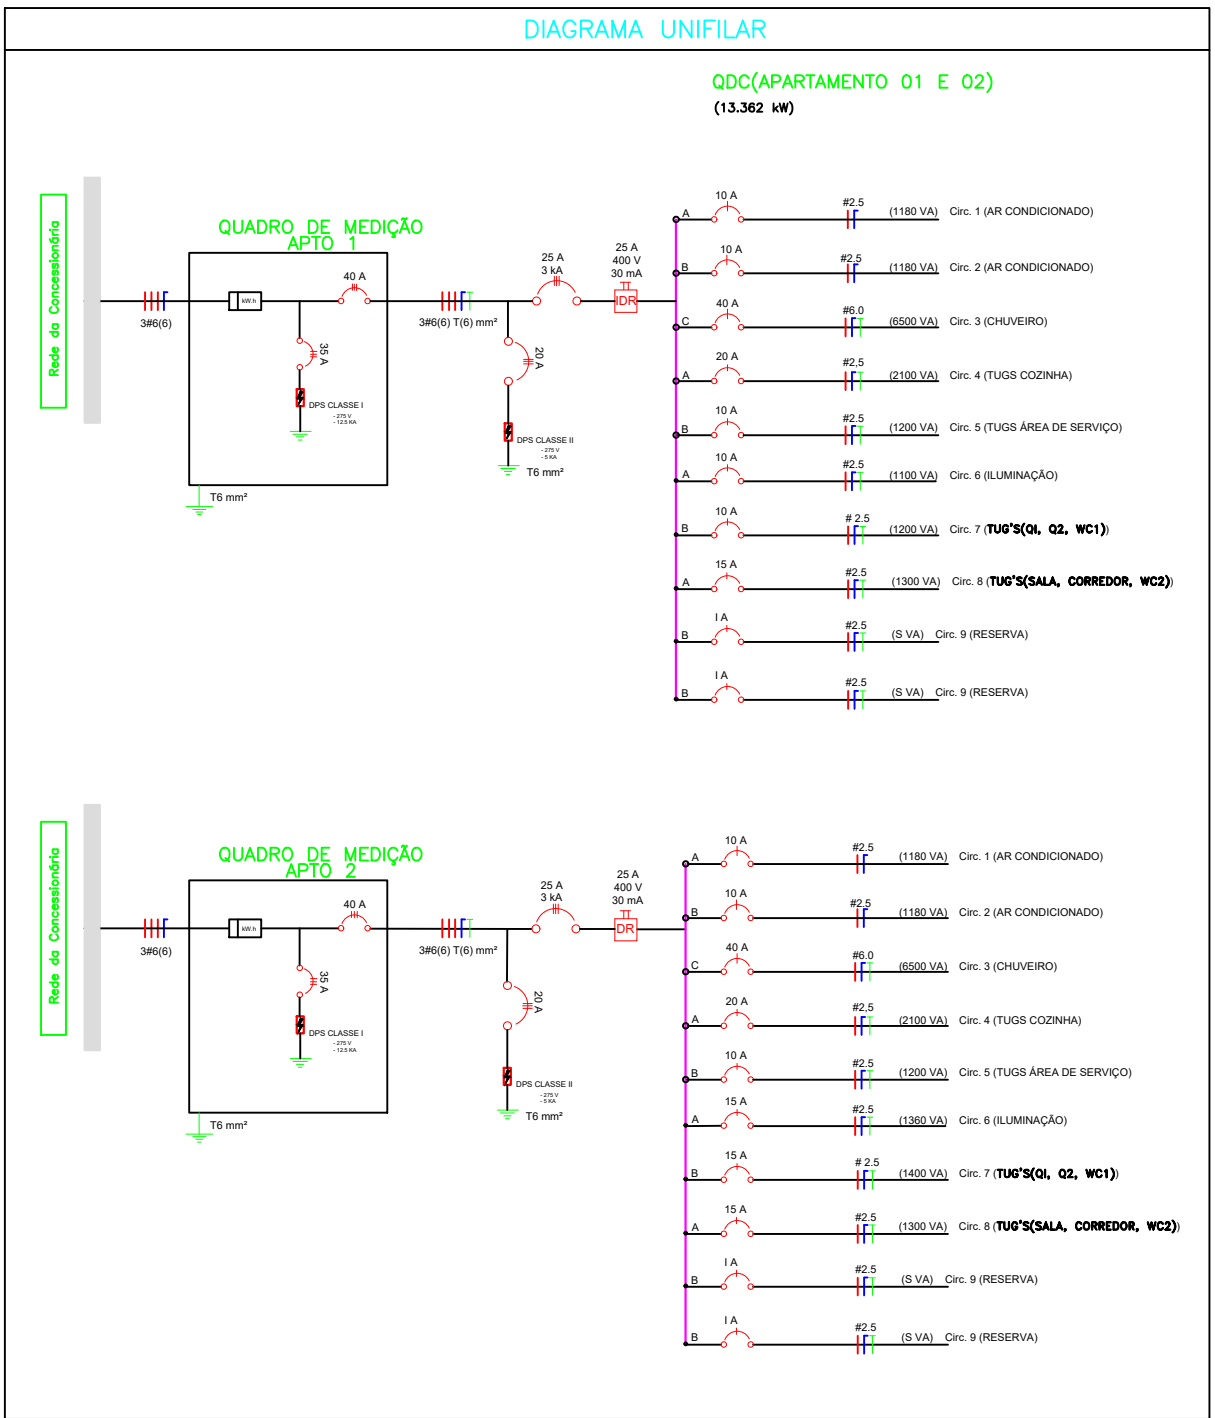 DIAGRAMA UNIFILAR
QDC(APARTAMENTO 01 E 02)
(13.362 kW)
Rede da Concessionária
3#6(6)
QUADRO DE MEDIÇÃO
APTO 1
kW.h
40 A
35 A
DPS CLASSE I
- 275 V
- 12.5 KA
T6 mm²
3#6(6) T(6) mm²
25 A
3 kA
20 A
DPS CLASSE II
- 275 V
- 5 KA
T6 mm²
25 A
400 V
30 mA
IDR
A 10 A #2.5 (1180 VA) Circ. 1 (AR CONDICIONADO)
B 10 A #2.5 (1180 VA) Circ. 2 (AR CONDICIONADO)
C 40 A #6.0 (6500 VA) Circ. 3 (CHUVEIRO)
A 20 A #2,5 (2100 VA) Circ. 4 (TUGS COZINHA)
B 10 A #2.5 (1200 VA) Circ. 5 (TUGS ÁREA DE SERVIÇO)
A 10 A #2.5 (1100 VA) Circ. 6 (ILUMINAÇÃO)
B 10 A # 2.5 (1200 VA) Circ. 7 (TUG'S(QI, Q2, WC1))
A 15 A #2.5 (1300 VA) Circ. 8 (TUG'S(SALA, CORREDOR, WC2))
B I A #2.5 (S VA) Circ. 9 (RESERVA)
B I A #2.5 (S VA) Circ. 9 (RESERVA)
Rede da Concessionária
3#6(6)
QUADRO DE MEDIÇÃO
APTO 2
kW.h
40 A
35 A
DPS CLASSE I
- 275 V
- 12.5 KA
T6 mm²
3#6(6) T(6) mm²
25 A
3 kA
20 A
DPS CLASSE II
- 275 V
- 5 KA
T6 mm²
25 A
400 V
30 mA
DR
A 10 A #2.5 (1180 VA) Circ. 1 (AR CONDICIONADO)
B 10 A #2.5 (1180 VA) Circ. 2 (AR CONDICIONADO)
C 40 A #6.0 (6500 VA) Circ. 3 (CHUVEIRO)
A 20 A #2,5 (2100 VA) Circ. 4 (TUGS COZINHA)
B 10 A #2.5 (1200 VA) Circ. 5 (TUGS ÁREA DE SERVIÇO)
A 15 A #2.5 (1360 VA) Circ. 6 (ILUMINAÇÃO)
B 15 A # 2.5 (1400 VA) Circ. 7 (TUG'S(QI, Q2, WC1))
A 15 A #2.5 (1300 VA) Circ. 8 (TUG'S(SALA, CORREDOR, WC2))
B I A #2.5 (S VA) Circ. 9 (RESERVA)
B I A #2.5 (S VA) Circ. 9 (RESERVA)